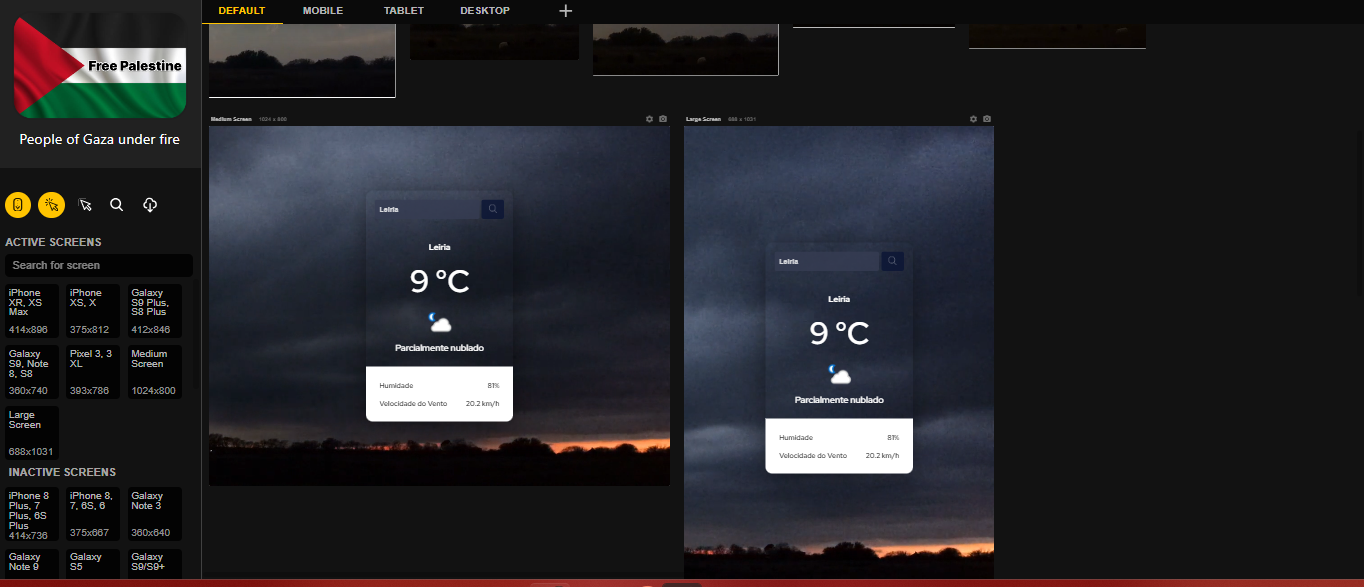 DEFAULT
MOBILE
TABLET
DESKTOP
Free Palestine
People of Gaza under fire
ACTIVE SCREENS
Search for screen
iPhone
XR, XS
Max
414x896
iPhone
XS, X
375x812
Galaxy
S9 Plus,
S8 Plus
412x846
Galaxy
S9, Note
8, S8
360x740
Pixel 3, 3
XL
393x786
Medium
Screen
1024x800
Large
Screen
688x1031
INACTIVE SCREENS
iPhone 8
Plus, 7
Plus, 6S
Plus
414x736
iPhone 8,
7, 6S, 6
375x667
Galaxy
Note 3
360x640
Galaxy
Note 9
Galaxy
S5
Galaxy
S9/S9+
Medium Screen 1024 x 800
Leiria
Leiria
9 °C
Parcialmente nublado
Humidade 81%
Velocidade do Vento 20.2 km/h
Large Screen 688 x 1031
Leiria
Leiria
9 °C
Parcialmente nublado
Humidade 81%
Velocidade do Vento 20.2 km/h